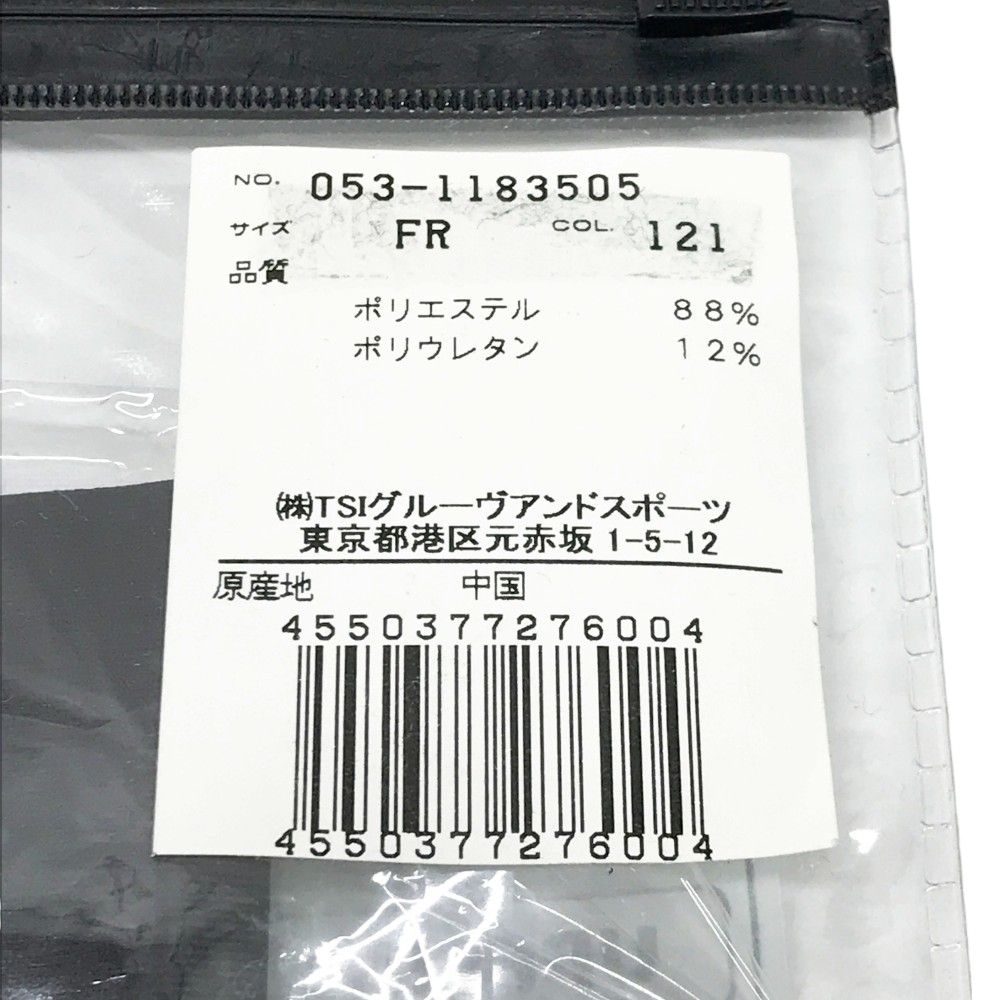 NO. 053-1183505
サイズ FR COL. 121
品質
ポリエステル 88%
ポリウレタン 12%
㈱TSIグルーヴアンドスポーツ
東京都港区元赤坂 1-5-12
原産地 中国
4550377276004
4550377276004